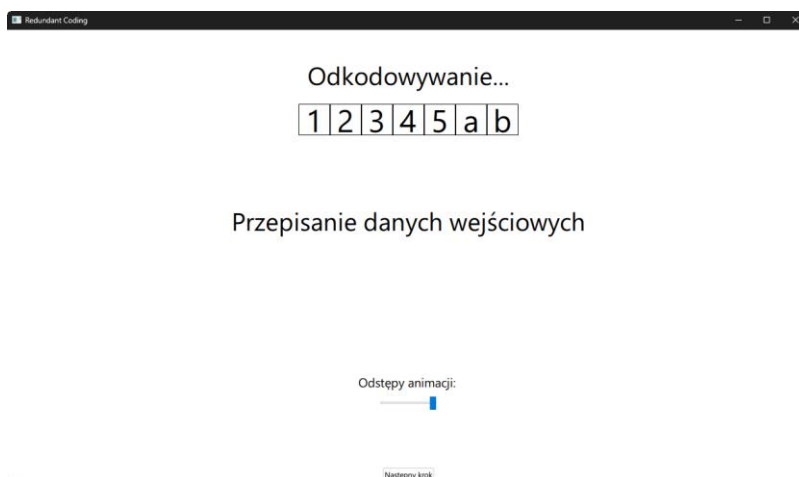 Redundant Coding
Odkodowywanie...
1 2 3 4 5 a b
Przepisanie danych wejściowych
Odstępy animacji:
Następny krok